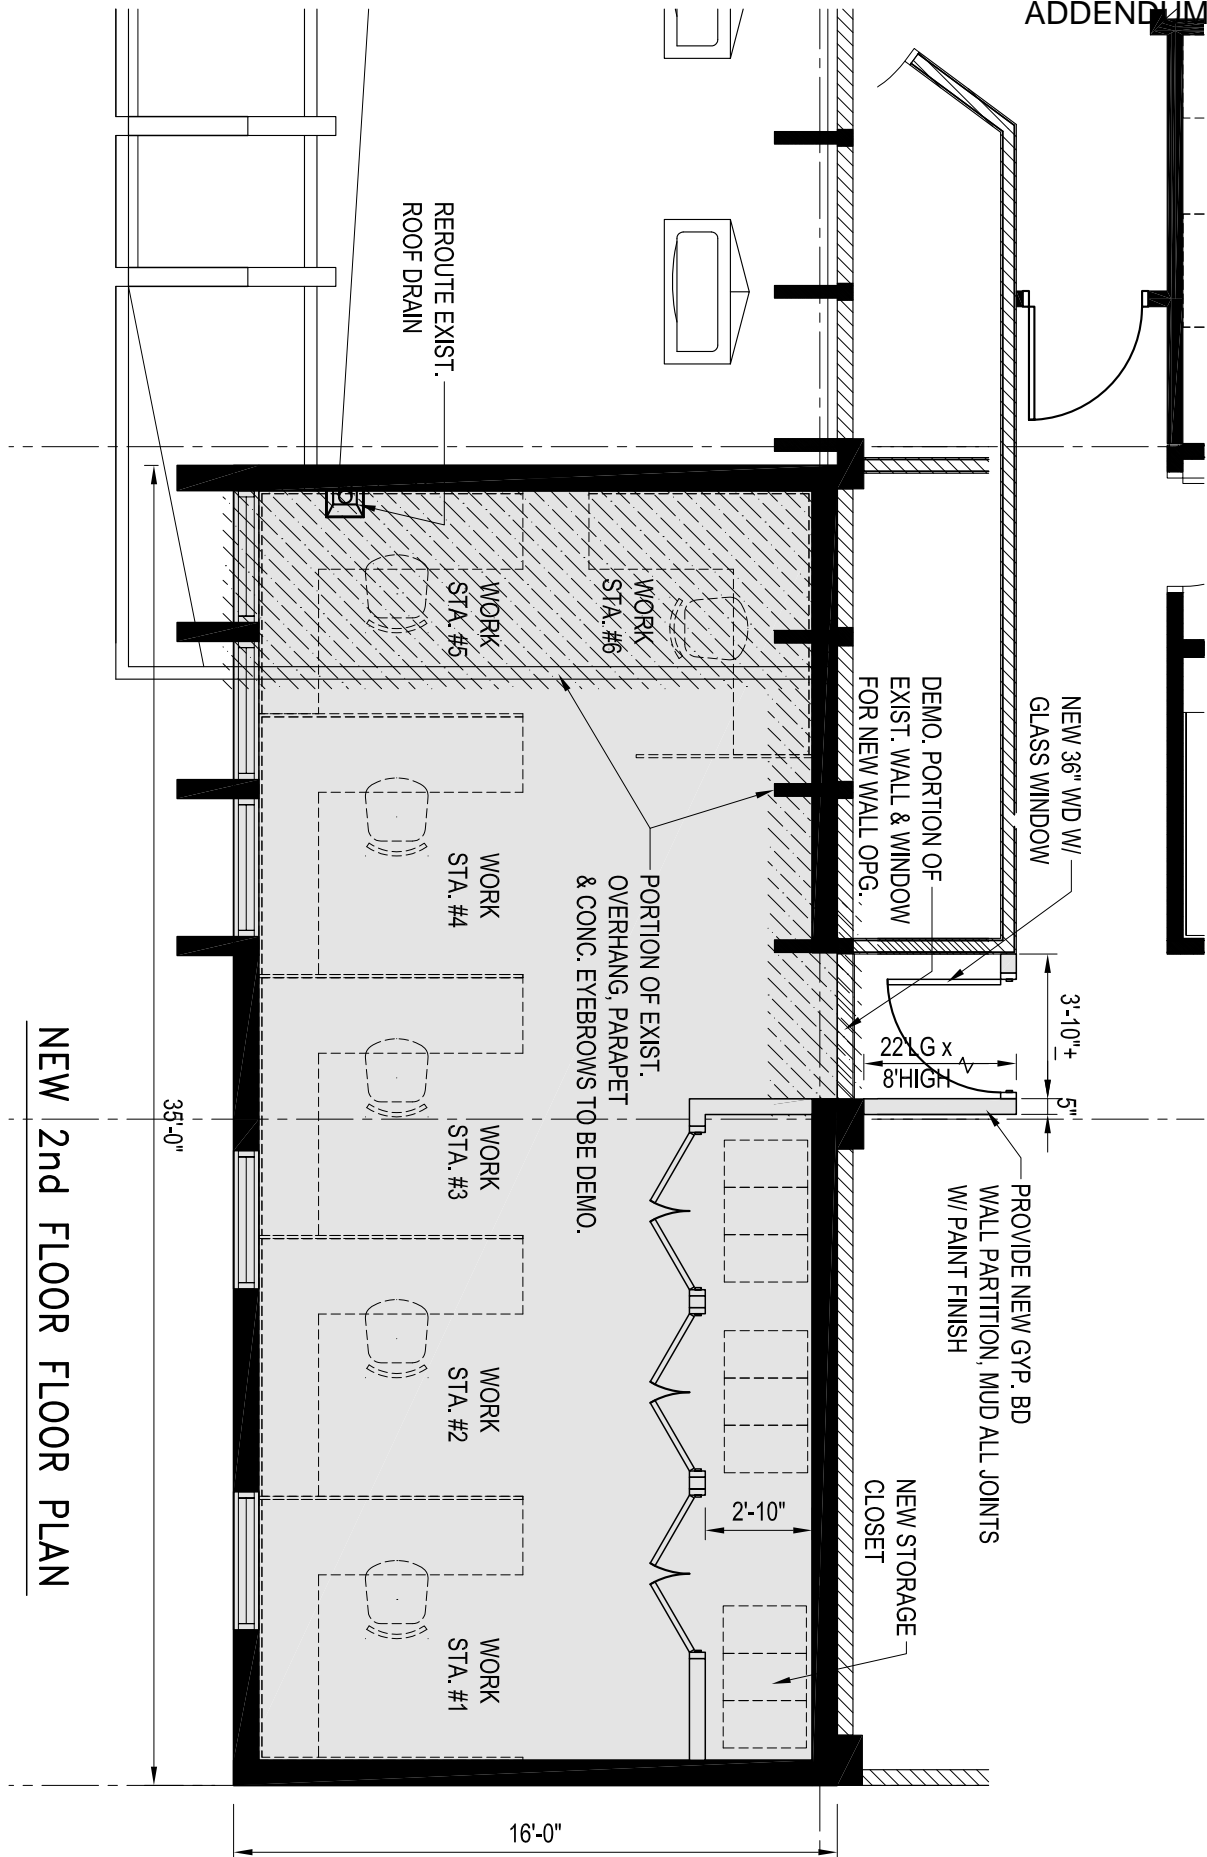 ADDENDUM
REROUTE EXIST.
ROOF DRAIN
WORK
STA. #5
WORK
STA. #6
NEW 36" WD W/
GLASS WINDOW
DEMO. PORTION OF
EXIST. WALL & WINDOW
FOR NEW WALL OPG.
WORK
STA. #4
PORTION OF EXIST.
OVERHANG, PARAPET
& CONC. EYEBROWS TO BE DEMO.
3'-10"±
22'LG x
8'HIGH
5"
WORK
STA. #3
PROVIDE NEW GYP. BD
WALL PARTITION, MUD ALL JOINTS
W/ PAINT FINISH
35'-0"
WORK
STA. #2
NEW STORAGE
CLOSET
2'-10"
WORK
STA. #1
16'-0"
NEW 2nd FLOOR FLOOR PLAN